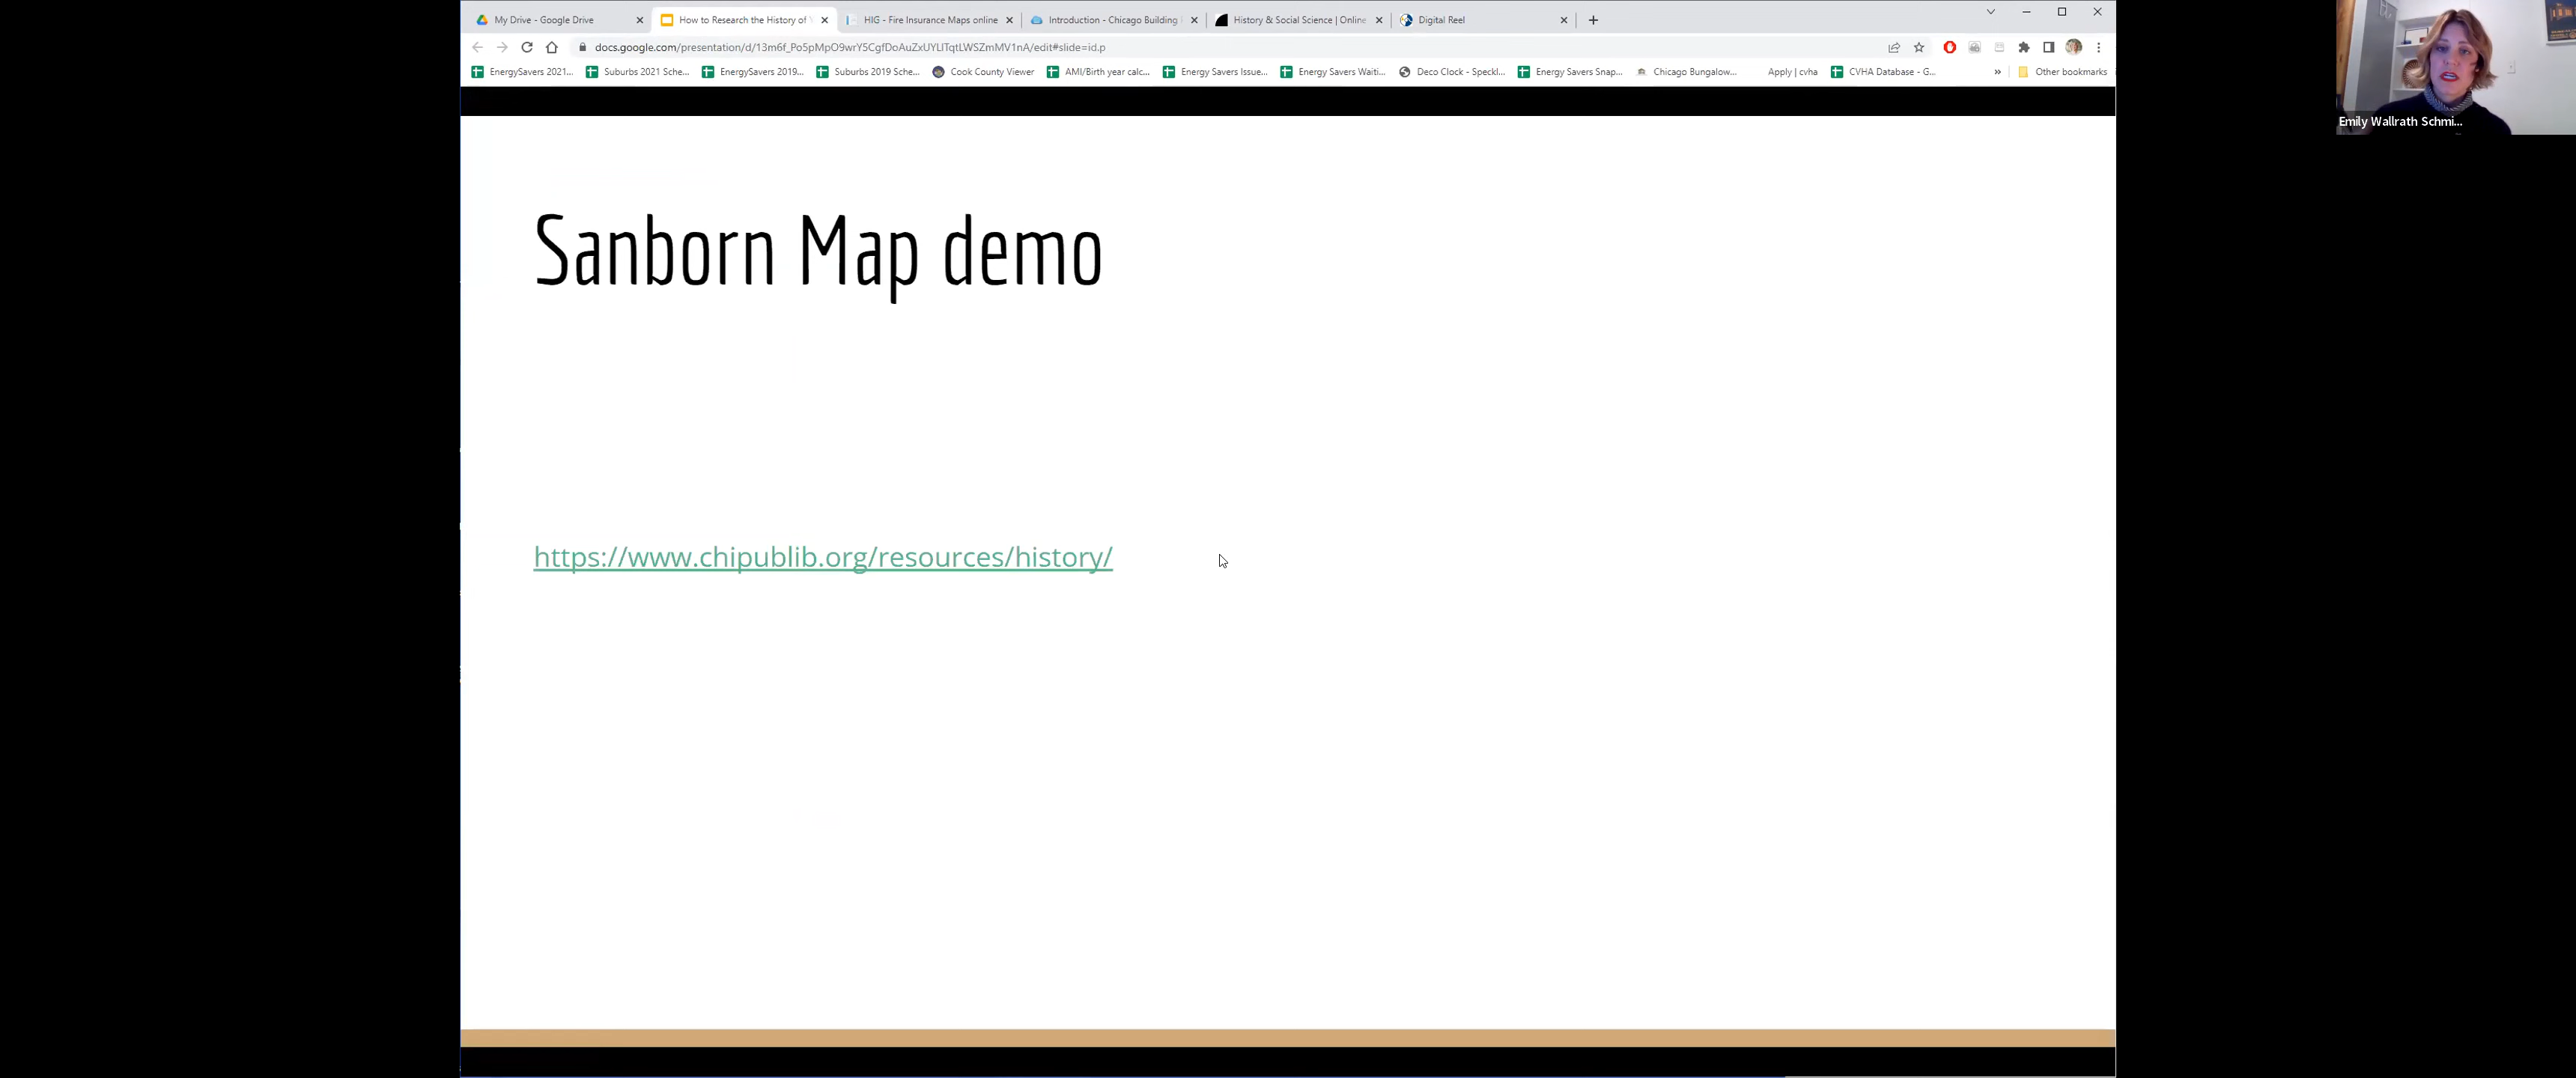 My Drive - Google Drive
How to Research the History of
HIG - Fire Insurance Maps online
Introduction - Chicago Building
History & Social Science | Online
Digital Reel
docs.google.com/presentation/d/13m6f_Po5pMpO9wrY5CgfDoAuZxUYLlTqtLWSZmMV1nA/edit#slide=id.p
EnergySavers 2021...
Suburbs 2021 Sche...
EnergySavers 2019...
Suburbs 2019 Sche...
Cook County Viewer
AMI/Birth year calc...
Energy Savers Issue...
Energy Savers Waiti...
Deco Clock - Speckl...
Energy Savers Snap...
Chicago Bungalow...
Apply | cvha
CVHA Database - G...
»
Other bookmarks
Emily Wallrath Schmi...
Sanborn Map demo
https://www.chipublib.org/resources/history/